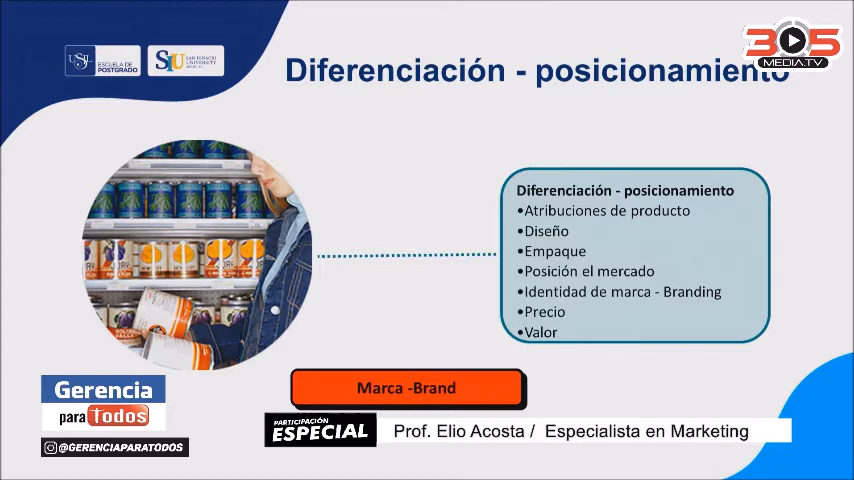 USIL
ESCUELA DE
POSTGRADO
SIU
SAN IGNACIO
UNIVERSITY
305
MEDIA.TV
Diferenciación - posicionamiento
Diferenciación - posicionamiento
•Atribuciones de producto
•Diseño
•Empaque
•Posición el mercado
•Identidad de marca - Branding
•Precio
•Valor
Marca -Brand
Gerencia
para Todos
@GERENCIAPARATODOS
PARTICIPACIÓN
ESPECIAL
Prof. Elio Acosta / Especialista en Marketing